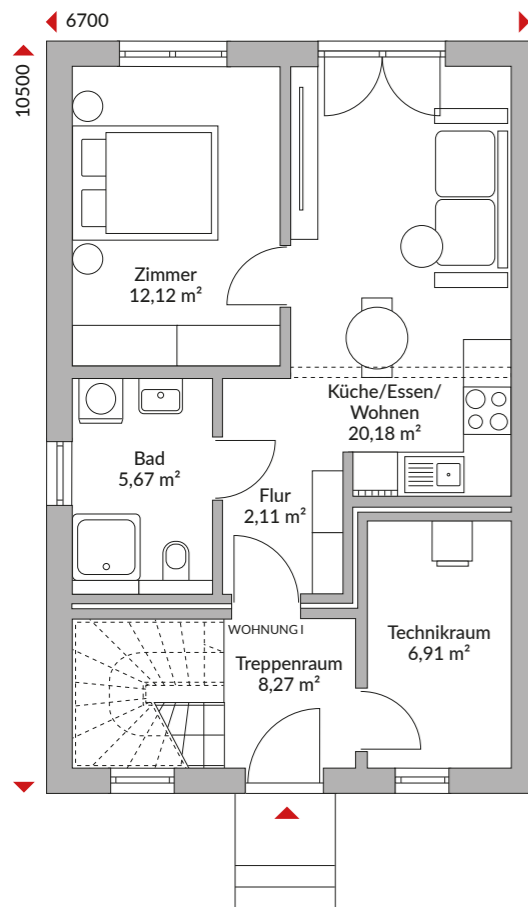 6700
10500
Zimmer
12,12 m²
Küche/Essen/
Wohnen
20,18 m²
Bad
5,67 m²
Flur
2,11 m²
WOHNUNG I
Treppenraum
8,27 m²
Technikraum
6,91 m²